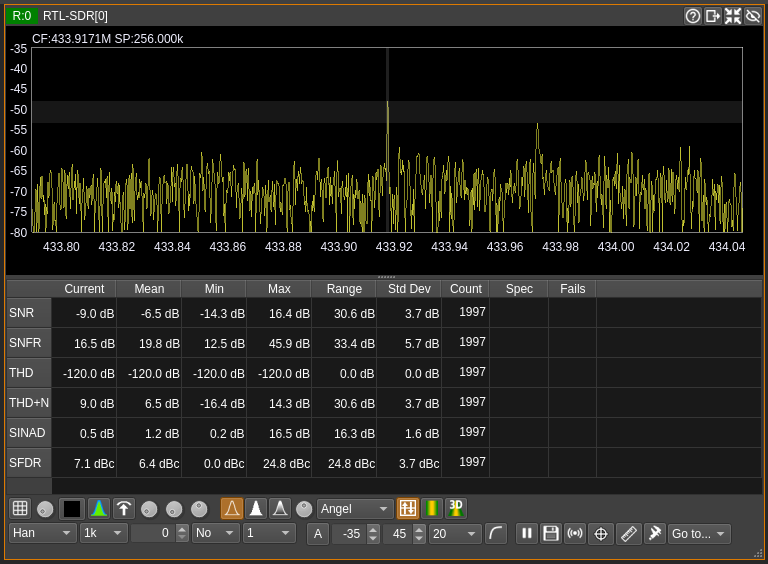 R:0 RTL-SDR[0]
CF:433.9171M SP:256.000k
-35
-40
-45
-50
-55
-60
-65
-70
-75
-80
433.80 433.82 433.84 433.86 433.88 433.90 433.92 433.94 433.96 433.98 434.00 434.02 434.04
Current Mean Min Max Range Std Dev Count Spec Fails
SNR -9.0 dB -6.5 dB -14.3 dB 16.4 dB 30.6 dB 3.7 dB 1997
SNFR 16.5 dB 19.8 dB 12.5 dB 45.9 dB 33.4 dB 5.7 dB 1997
THD -120.0 dB -120.0 dB -120.0 dB -120.0 dB 0.0 dB 0.0 dB 1997
THD+N 9.0 dB 6.5 dB -16.4 dB 14.3 dB 30.6 dB 3.7 dB 1997
SINAD 0.5 dB 1.2 dB 0.2 dB 16.5 dB 16.3 dB 1.6 dB 1997
SFDR 7.1 dBc 6.4 dBc 0.0 dBc 24.8 dBc 24.8 dBc 3.7 dBc 1997
Angel 3D
Han 1k 0 No 1 A -35 45 20 Go to...